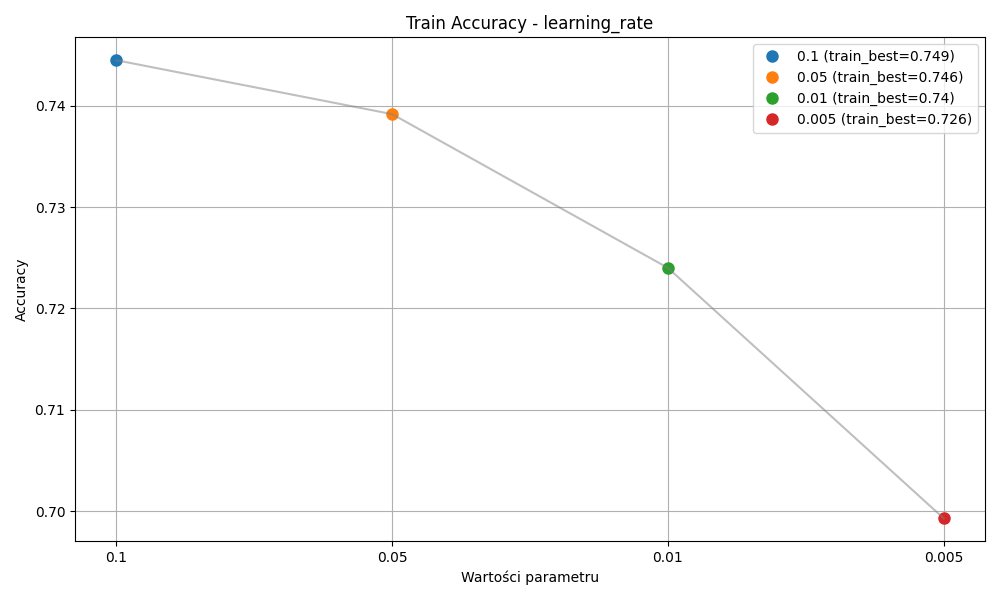 Train Accuracy - learning_rate
0.1 (train_best=0.749)
0.05 (train_best=0.746)
0.01 (train_best=0.74)
0.005 (train_best=0.726)
Accuracy
0.74
0.73
0.72
0.71
0.70
0.1
0.05
0.01
0.005
Wartości parametru